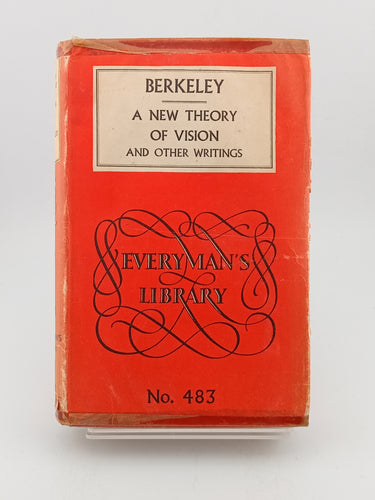 BERKELEY
A NEW THEORY
OF VISION
AND OTHER WRITINGS
EVERYMAN'S
LIBRARY
No. 483